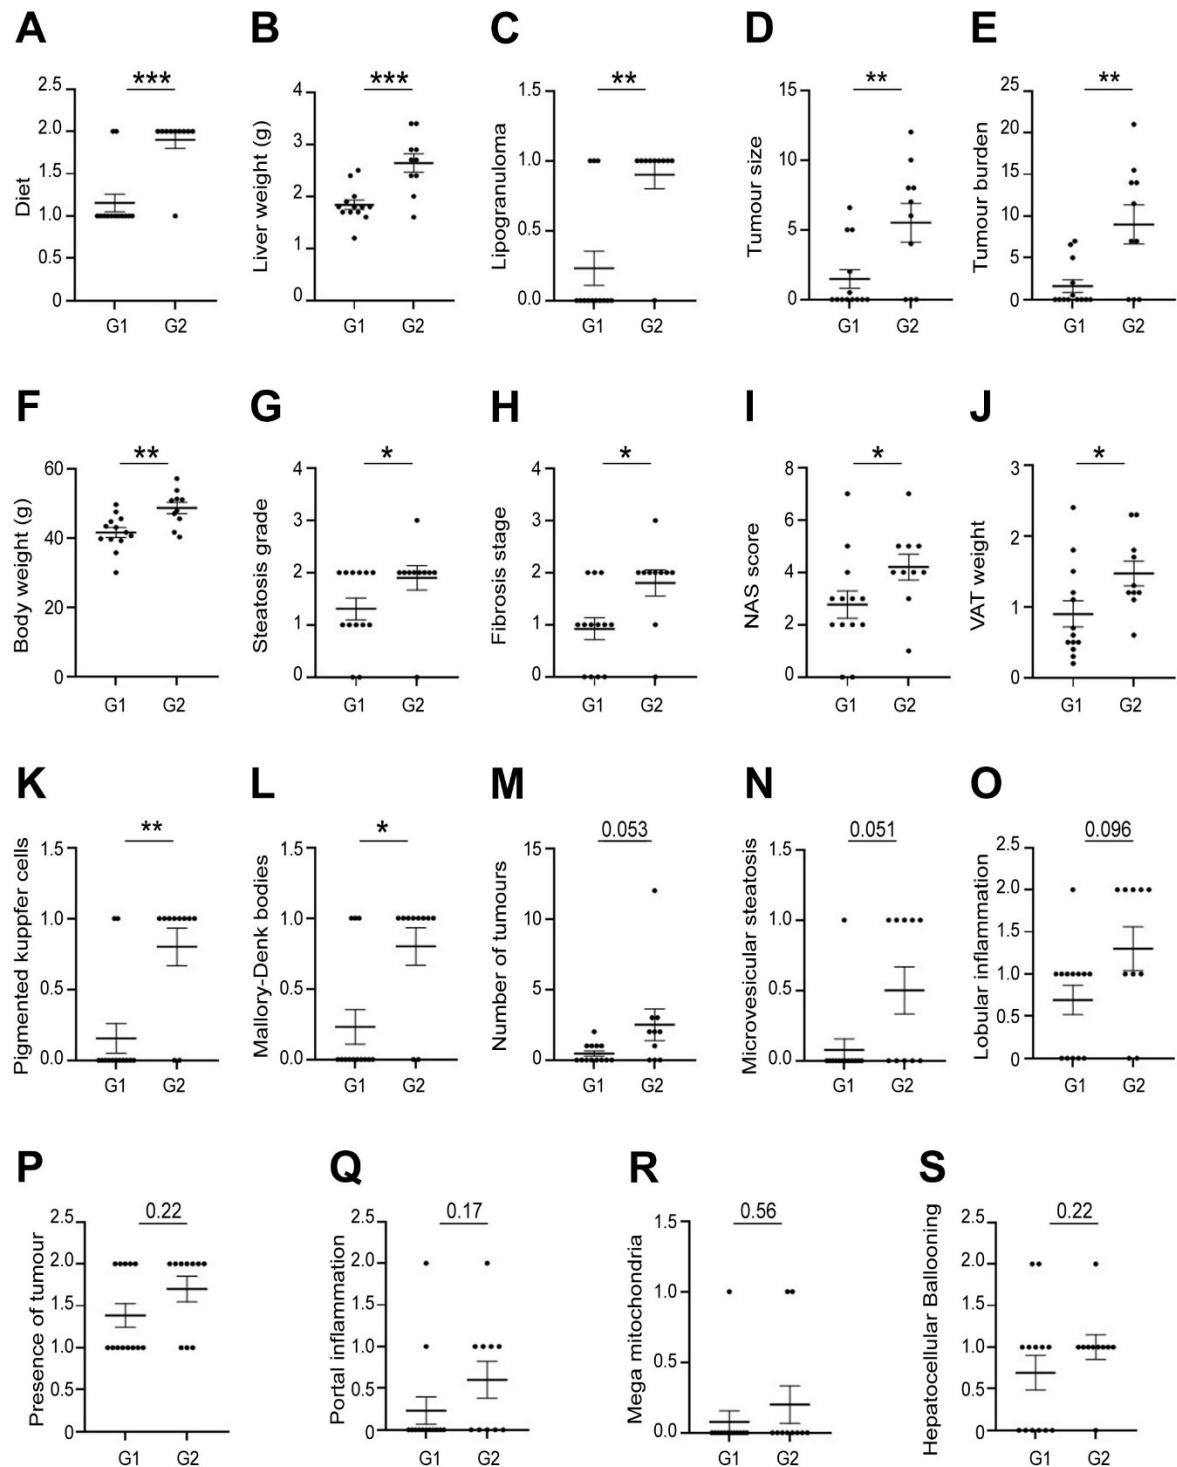 A
B
C
D
E
***
***
**
**
**
Diet
2.5
2.0
1.5
1.0
0.5
0
G1
G2
Liver weight (g)
4
3
2
1
0
G1
G2
Lipogranuloma
1.5
1.0
0.5
0.0
G1
G2
Tumour size
15
10
5
0
G1
G2
Tumour burden
25
20
15
10
5
0
G1
G2
F
G
H
I
J
**
*
*
*
*
Body weight (g)
60
40
20
0
G1
G2
Steatosis grade
4
3
2
1
0
G1
G2
Fibrosis stage
4
3
2
1
0
G1
G2
NAS score
8
6
4
2
0
G1
G2
VAT weight
3
2
1
0
G1
G2
K
L
M
N
O
**
*
0.053
0.051
0.096
Pigmented kuppfer cells
1.5
1.0
0.5
0.0
G1
G2
Mallory-Denk bodies
1.5
1.0
0.5
0.0
G1
G2
Number of tumours
15
10
5
0
G1
G2
Microvesicular steatosis
1.5
1.0
0.5
0.0
G1
G2
Lobular inflammation
2.5
2.0
1.5
1.0
0.5
0
G1
G2
P
Q
R
S
0.22
0.17
0.56
0.22
Presence of tumour
2.5
2.0
1.5
1.0
0.5
0
G1
G2
Portal inflammation
2.5
2.0
1.5
1.0
0.5
0
G1
G2
Mega mitochondria
1.5
1.0
0.5
0.0
G1
G2
Hepatocellular Ballooning
2.5
2.0
1.5
1.0
0.5
0
G1
G2